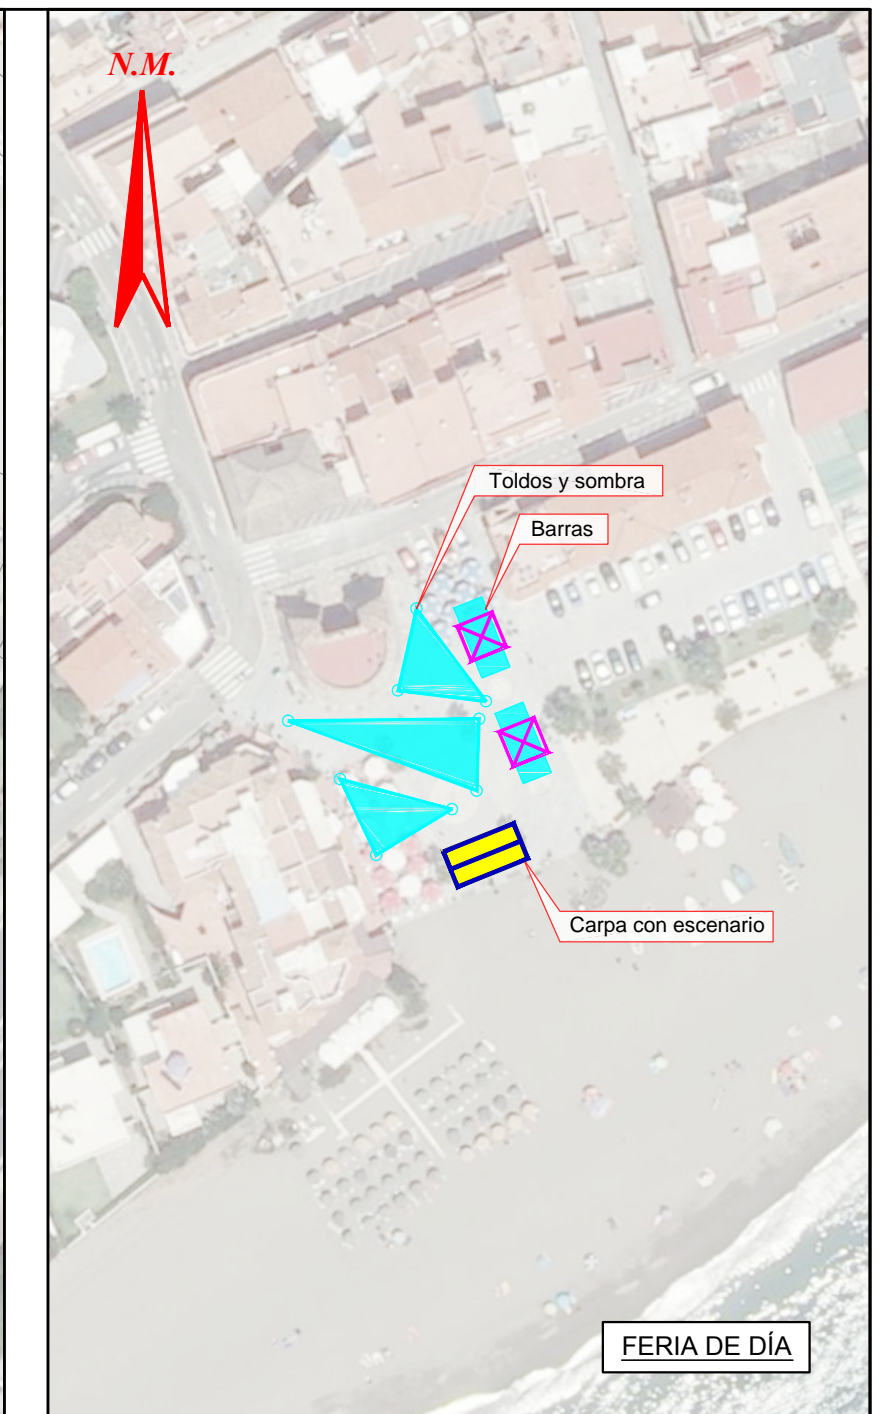 N.M.
Toldos y sombra
Barras
Carpa con escenario
FERIA DE DÍA